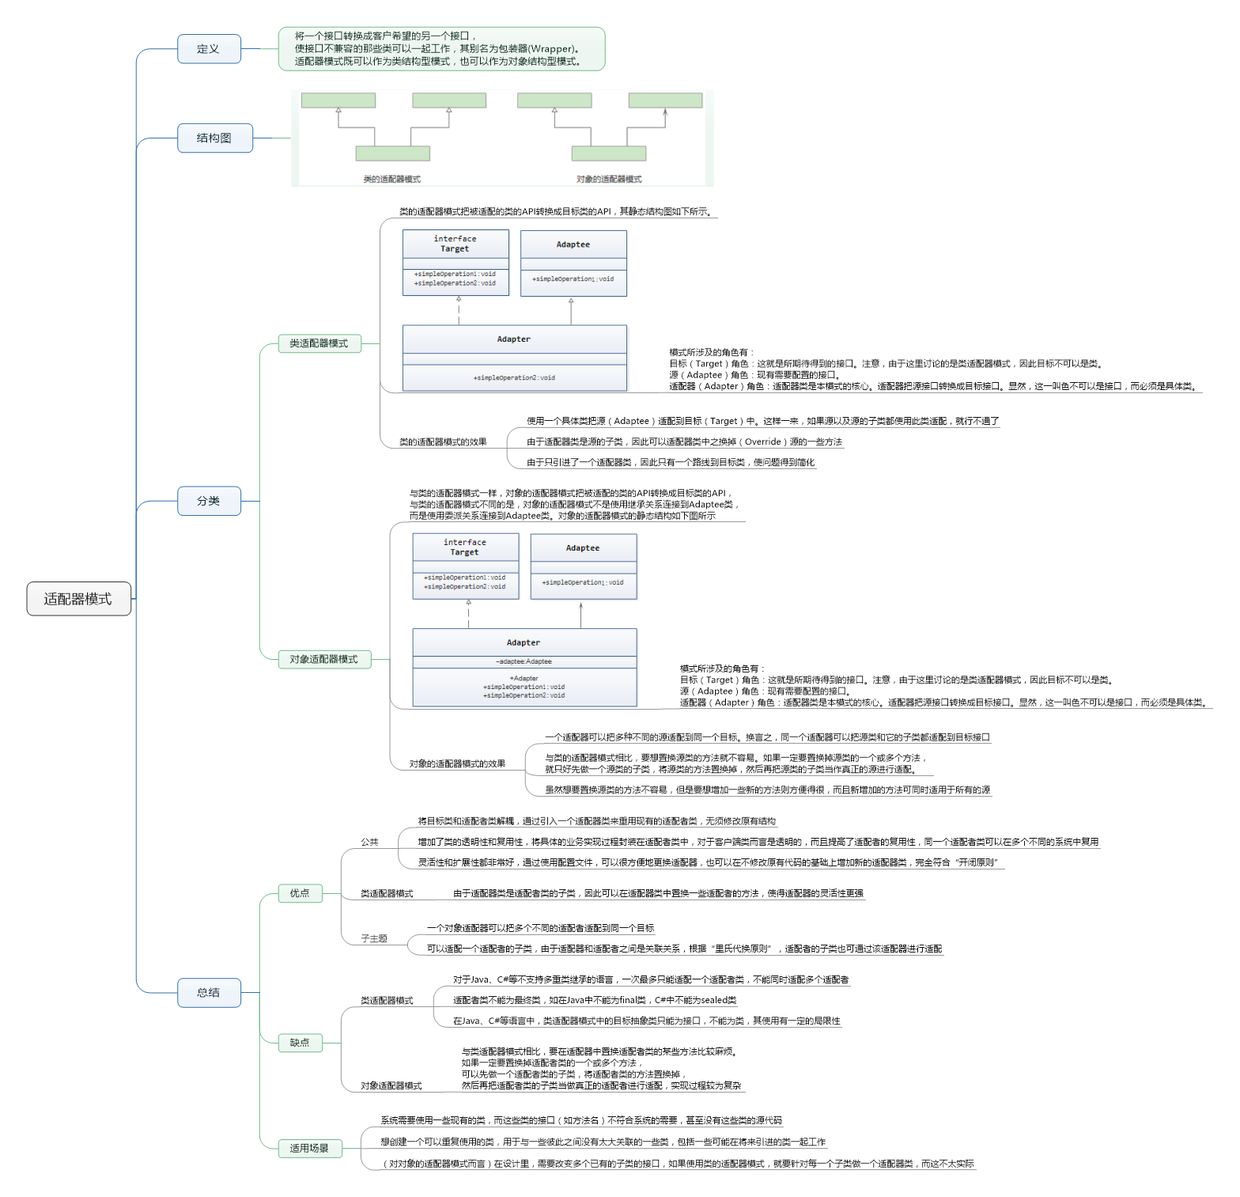 适配器模式
定义
将一个接口转换成客户希望的另一个接口，
使接口不兼容的那些类可以一起工作，其别名为包装器(Wrapper)。
适配器模式既可以作为类结构型模式，也可以作为对象结构型模式。
结构图
类的适配器模式
对象的适配器模式
分类
类适配器模式
类的适配器模式把被适配的类的API转换成目标类的API，其静态结构图如下所示。
interface
Target
+simpleOperation1:void
+simpleOperation2:void
Adaptee
+simpleOperation1:void
Adapter
+simpleOperation2:void
模式所涉及的角色有：
目标（Target）角色：这就是所期待得到的接口。注意，由于这里讨论的是类适配器模式，因此目标不可以是类。
源（Adaptee）角色：现有需要配置的接口。
适配器（Adapter）角色：适配器类是本模式的核心。适配器把源接口转换成目标接口。显然，这一叫色不可以是接口，而必须是具体类。
类的适配器模式的效果
使用一个具体类把源（Adaptee）适配到目标（Target）中。这样一来，如果源以及源的子类都使用此类适配，就行不通了
由于适配器类是源的子类，因此可以适配器类中之换掉（Override）源的一些方法
由于只引进了一个适配器类，因此只有一个路线到目标类，使问题得到简化
对象适配器模式
与类的适配器模式一样，对象的适配器模式把被适配的类的API转换成目标类的API，
与类的适配器模式不同的是，对象的适配器模式不是使用继承关系连接到Adaptee类，
而是使用委派关系连接到Adaptee类。对象的适配器模式的静态结构如下图所示
interface
Target
+simpleOperation1:void
+simpleOperation2:void
Adaptee
+simpleOperation1:void
Adapter
-adaptee:Adaptee
+Adapter
+simpleOperation1:void
+simpleOperation2:void
模式所涉及的角色有：
目标（Target）角色：这就是所期待得到的接口。注意，由于这里讨论的是类适配器模式，因此目标不可以是类。
源（Adaptee）角色：现有需要配置的接口。
适配器（Adapter）角色：适配器类是本模式的核心。适配器把源接口转换成目标接口。显然，这一叫色不可以是接口，而必须是具体类。
对象的适配器模式的效果
一个适配器可以把多种不同的源适配到同一个目标。换言之，同一个适配器可以把源类和它的子类都适配到目标接口
与类的适配器模式相比，要想置换源类的方法就不容易。如果一定要置换掉源类的一个或多个方法，
就只好先做一个源类的子类，将源类的方法置换掉，然后再把源类的子类当作真正的源进行适配。
虽然想要置换源类的方法不容易，但是要想增加一些新的方法则方便得很，而且新增加的方法可同时适用于所有的源
总结
优点
公共
将目标类和适配者类解耦，通过引入一个适配器类来重用现有的适配者类，无须修改原有结构
增加了类的透明性和复用性，将具体的业务实现过程封装在适配者类中，对于客户端类而言是透明的，而且提高了适配者的复用性，同一个适配者类可以在多个不同的系统中复用
灵活性和扩展性都非常好，通过使用配置文件，可以很方便地更换适配器，也可以在不修改原有代码的基础上增加新的适配器类，完全符合“开闭原则”
类适配器模式
由于适配器类是适配者类的子类，因此可以在适配器类中置换一些适配者的方法，使得适配器的灵活性更强
子主题
一个对象适配器可以把多个不同的适配者适配到同一个目标
可以适配一个适配者的子类，由于适配器和适配者之间是关联关系，根据“里氏代换原则”，适配者的子类也可通过该适配器进行适配
缺点
类适配器模式
对于Java、C#等不支持多重类继承的语言，一次最多只能适配一个适配者类，不能同时适配多个适配者
适配者类不能为最终类，如在Java中不能为final类，C#中不能为sealed类
在Java、C#等语言中，类适配器模式中的目标抽象类只能为接口，不能为类，其使用有一定的局限性
对象适配器模式
与类适配器模式相比，要在适配器中置换适配者类的某些方法比较麻烦。
如果一定要置换掉适配者类的一个或多个方法，
可以先做一个适配者类的子类，将适配者类的方法置换掉，
然后再把适配者类的子类当做真正的适配者进行适配，实现过程较为复杂
适用场景
系统需要使用一些现有的类，而这些类的接口（如方法名）不符合系统的需要，甚至没有这些类的源代码
想创建一个可以重复使用的类，用于与一些彼此之间没有太大关联的一些类，包括一些可能在将来引进的类一起工作
（对对象的适配器模式而言）在设计里，需要改变多个已有的子类的接口，如果使用类的适配器模式，就要针对每一个子类做一个适配器类，而这不太实际